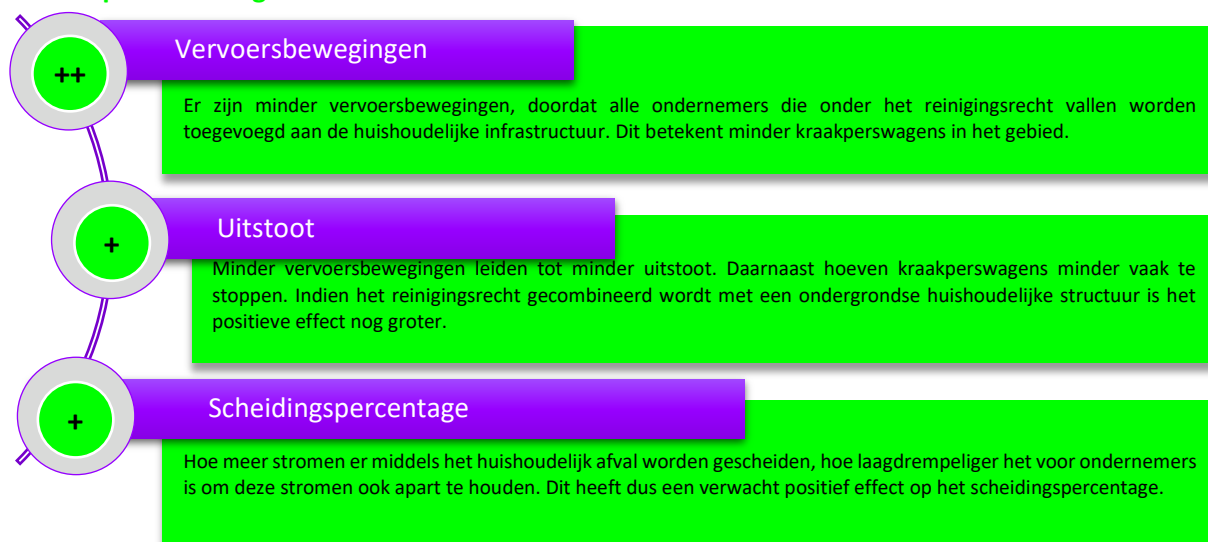 ++
Vervoersbewegingen
Er zijn minder vervoersbewegingen, doordat alle ondernemers die onder het reinigingsrecht vallen worden
toegevoegd aan de huishoudelijke infrastructuur. Dit betekent minder kraakperswagens in het gebied.
+
Uitstoot
Minder vervoersbewegingen leiden tot minder uitstoot. Daarnaast hoeven kraakperswagens minder vaak te
stoppen. Indien het reinigingsrecht gecombineerd wordt met een ondergrondse huishoudelijke structuur is het
positieve effect nog groter.
+
Scheidingspercentage
Hoe meer stromen er middels het huishoudelijk afval worden gescheiden, hoe laagdrempeliger het voor ondernemers
is om deze stromen ook apart te houden. Dit heeft dus een verwacht positief effect op het scheidingspercentage.